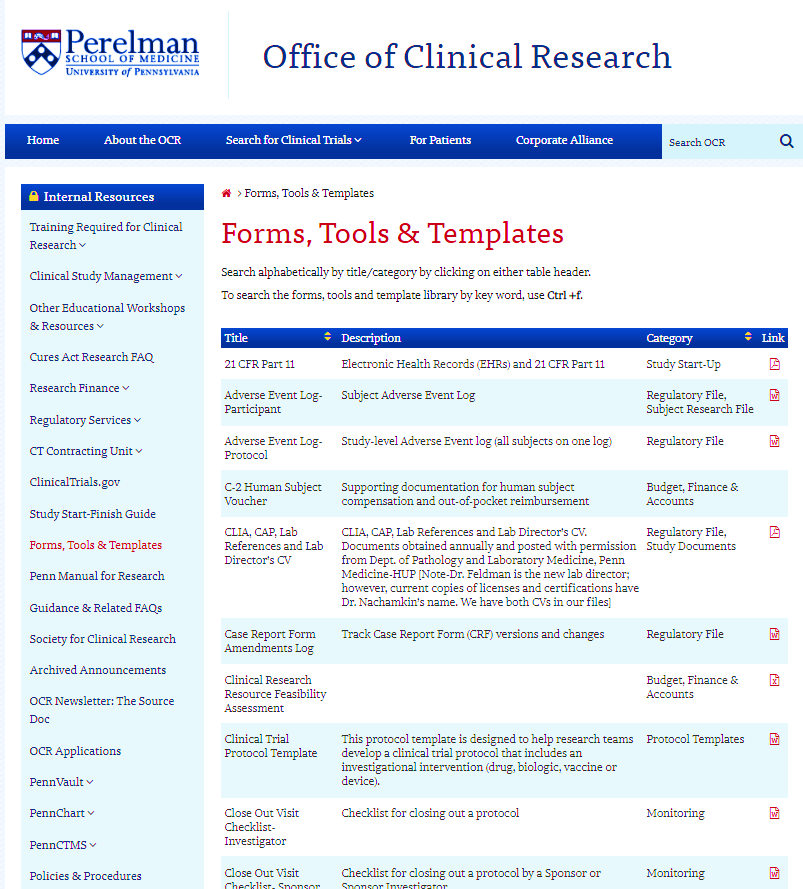 Perelman
SCHOOL OF MEDICINE
UNIVERSITY of PENNSYLVANIA
Office of Clinical Research
Home About the OCR Search for Clinical Trials For Patients Corporate Alliance Search OCR
Internal Resources
Training Required for Clinical
Research
Clinical Study Management
Other Educational Workshops
& Resources
Cures Act Research FAQ
Research Finance
Regulatory Services
CT Contracting Unit
ClinicalTrials.gov
Study Start-Finish Guide
Forms, Tools & Templates
Penn Manual for Research
Guidance & Related FAQs
Society for Clinical Research
Archived Announcements
OCR Newsletter: The Source
Doc
OCR Applications
PennVault
PennChart
PennCTMS
Policies & Procedures
> Forms, Tools & Templates
Forms, Tools & Templates
Search alphabetically by title/category by clicking on either table header.
To search the forms, tools and template library by key word, use Ctrl +f.
Title Description Category Link
21 CFR Part 11 Electronic Health Records (EHRs) and 21 CFR Part 11 Study Start-Up
Adverse Event Log- Subject Adverse Event Log Regulatory File,
Participant Subject Research File
Adverse Event Log- Study-level Adverse Event log (all subjects on one log) Regulatory File
Protocol
C-2 Human Subject Supporting documentation for human subject Budget, Finance &
Voucher compensation and out-of-pocket reimbursement Accounts
CLIA, CAP, Lab CLIA, CAP, Lab References and Lab Director's CV. Regulatory File,
References and Lab Documents obtained annually and posted with permission Study Documents
Director's CV from Dept. of Pathology and Laboratory Medicine, Penn
Medicine-HUP [Note-Dr. Feldman is the new lab director;
however, current copies of licenses and certifications have
Dr. Nachamkin's name. We have both CVs in our files]
Case Report Form Track Case Report Form (CRF) versions and changes Regulatory File
Amendments Log
Clinical Research Budget, Finance &
Resource Feasibility Accounts
Assessment
Clinical Trial This protocol template is designed to help research teams Protocol Templates
Protocol Template develop a clinical trial protocol that includes an
investigational intervention (drug, biologic, vaccine or
device).
Close Out Visit Checklist for closing out a protocol Monitoring
Checklist-
Investigator
Close Out Visit Checklist for closing out a protocol by a Sponsor or Monitoring
Checklist- Sponsor Sponsor Investigator